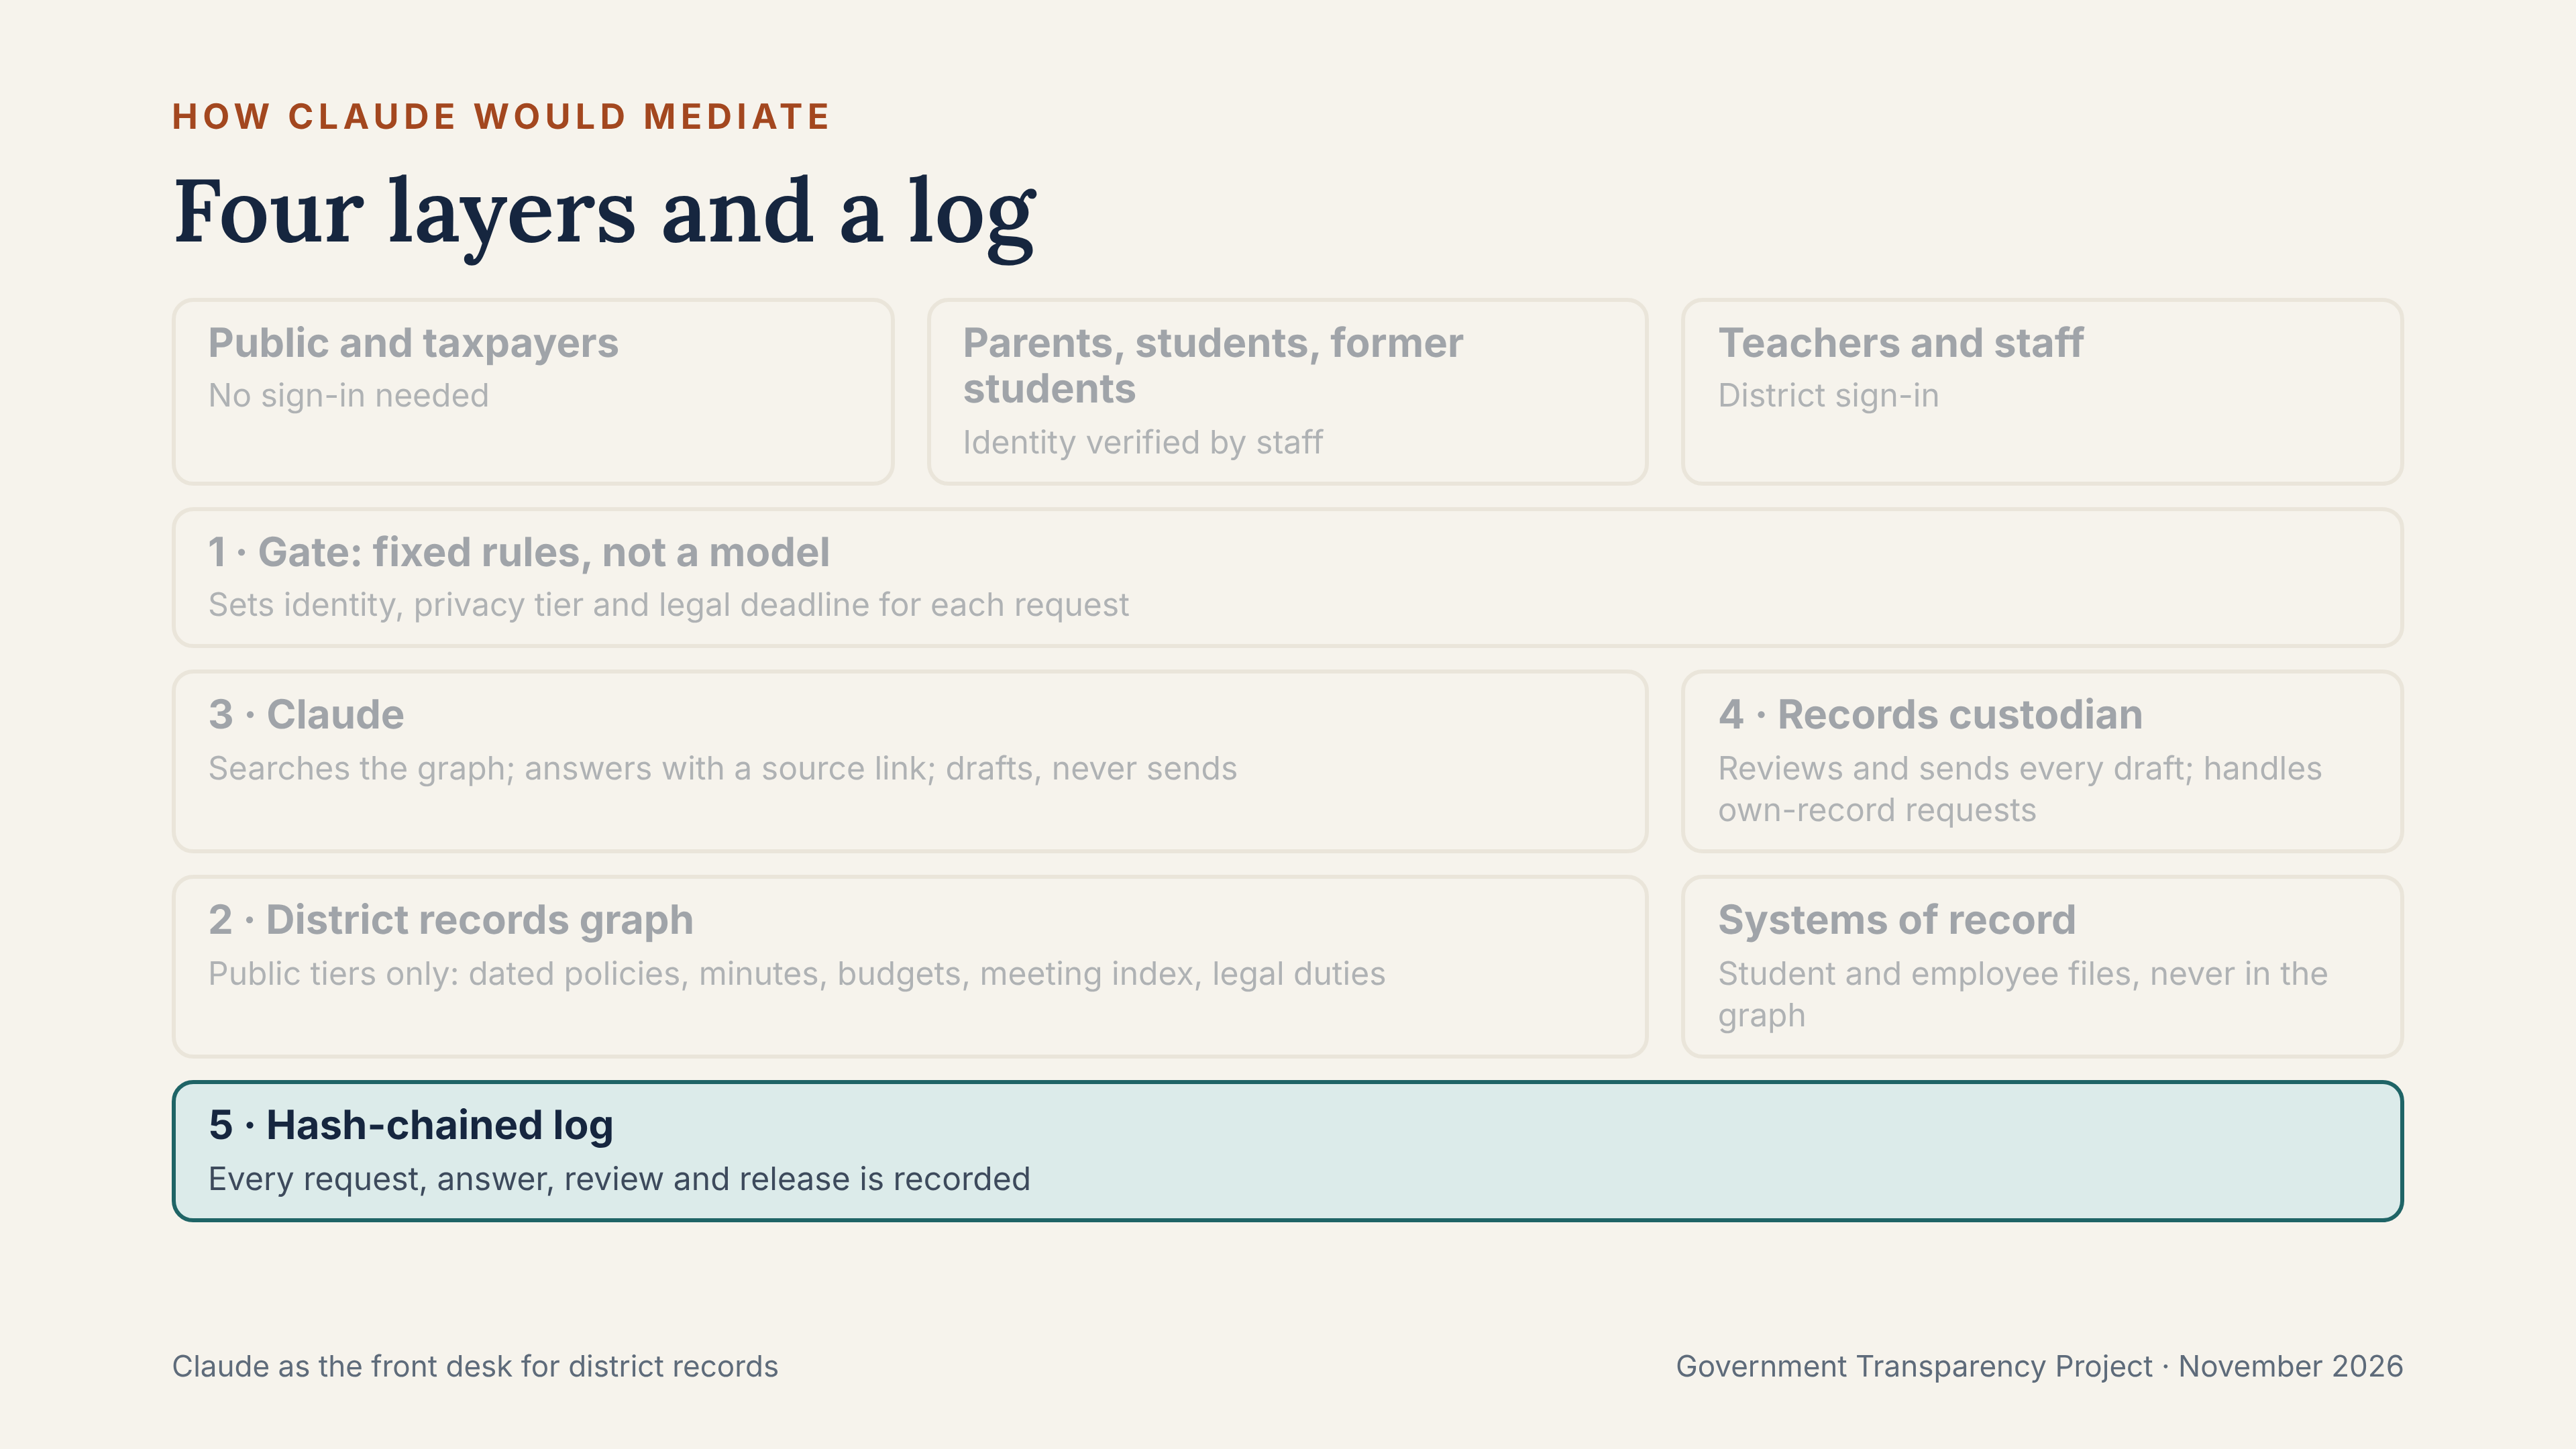 HOW CLAUDE WOULD MEDIATE
Four layers and a log
Public and taxpayers
No sign-in needed
Parents, students, former
students
Identity verified by staff
Teachers and staff
District sign-in
1 · Gate: fixed rules, not a model
Sets identity, privacy tier and legal deadline for each request
3 · Claude
Searches the graph; answers with a source link; drafts, never sends
4 · Records custodian
Reviews and sends every draft; handles
own-record requests
2 · District records graph
Public tiers only: dated policies, minutes, budgets, meeting index, legal duties
Systems of record
Student and employee files, never in the
graph
5 · Hash-chained log
Every request, answer, review and release is recorded
Claude as the front desk for district records
Government Transparency Project · November 2026